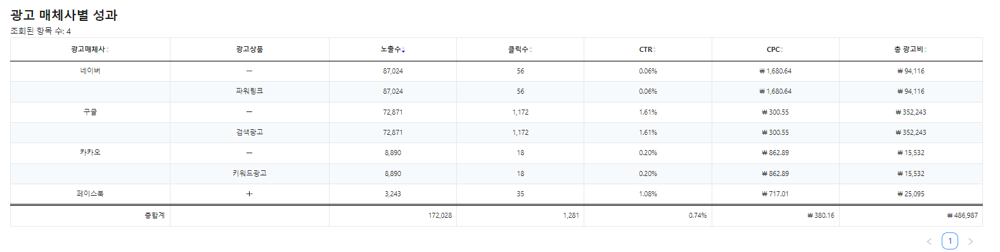 광고 매체사별 성과
조회된 항목 수: 4
광고매체사 광고상품 노출수 클릭수 CTR CPC 총 광고비
네이버 — 87,024 56 0.06% ₩ 1,680.64 ₩ 94,116
파워링크 87,024 56 0.06% ₩ 1,680.64 ₩ 94,116
구글 — 72,871 1,172 1.61% ₩ 300.55 ₩ 352,243
검색광고 72,871 1,172 1.61% ₩ 300.55 ₩ 352,243
카카오 — 8,890 18 0.20% ₩ 862.89 ₩ 15,532
키워드광고 8,890 18 0.20% ₩ 862.89 ₩ 15,532
페이스북 + 3,243 35 1.08% ₩ 717.01 ₩ 25,095
총합계 172,028 1,281 0.74% ₩ 380.16 ₩ 486,987
< 1 >